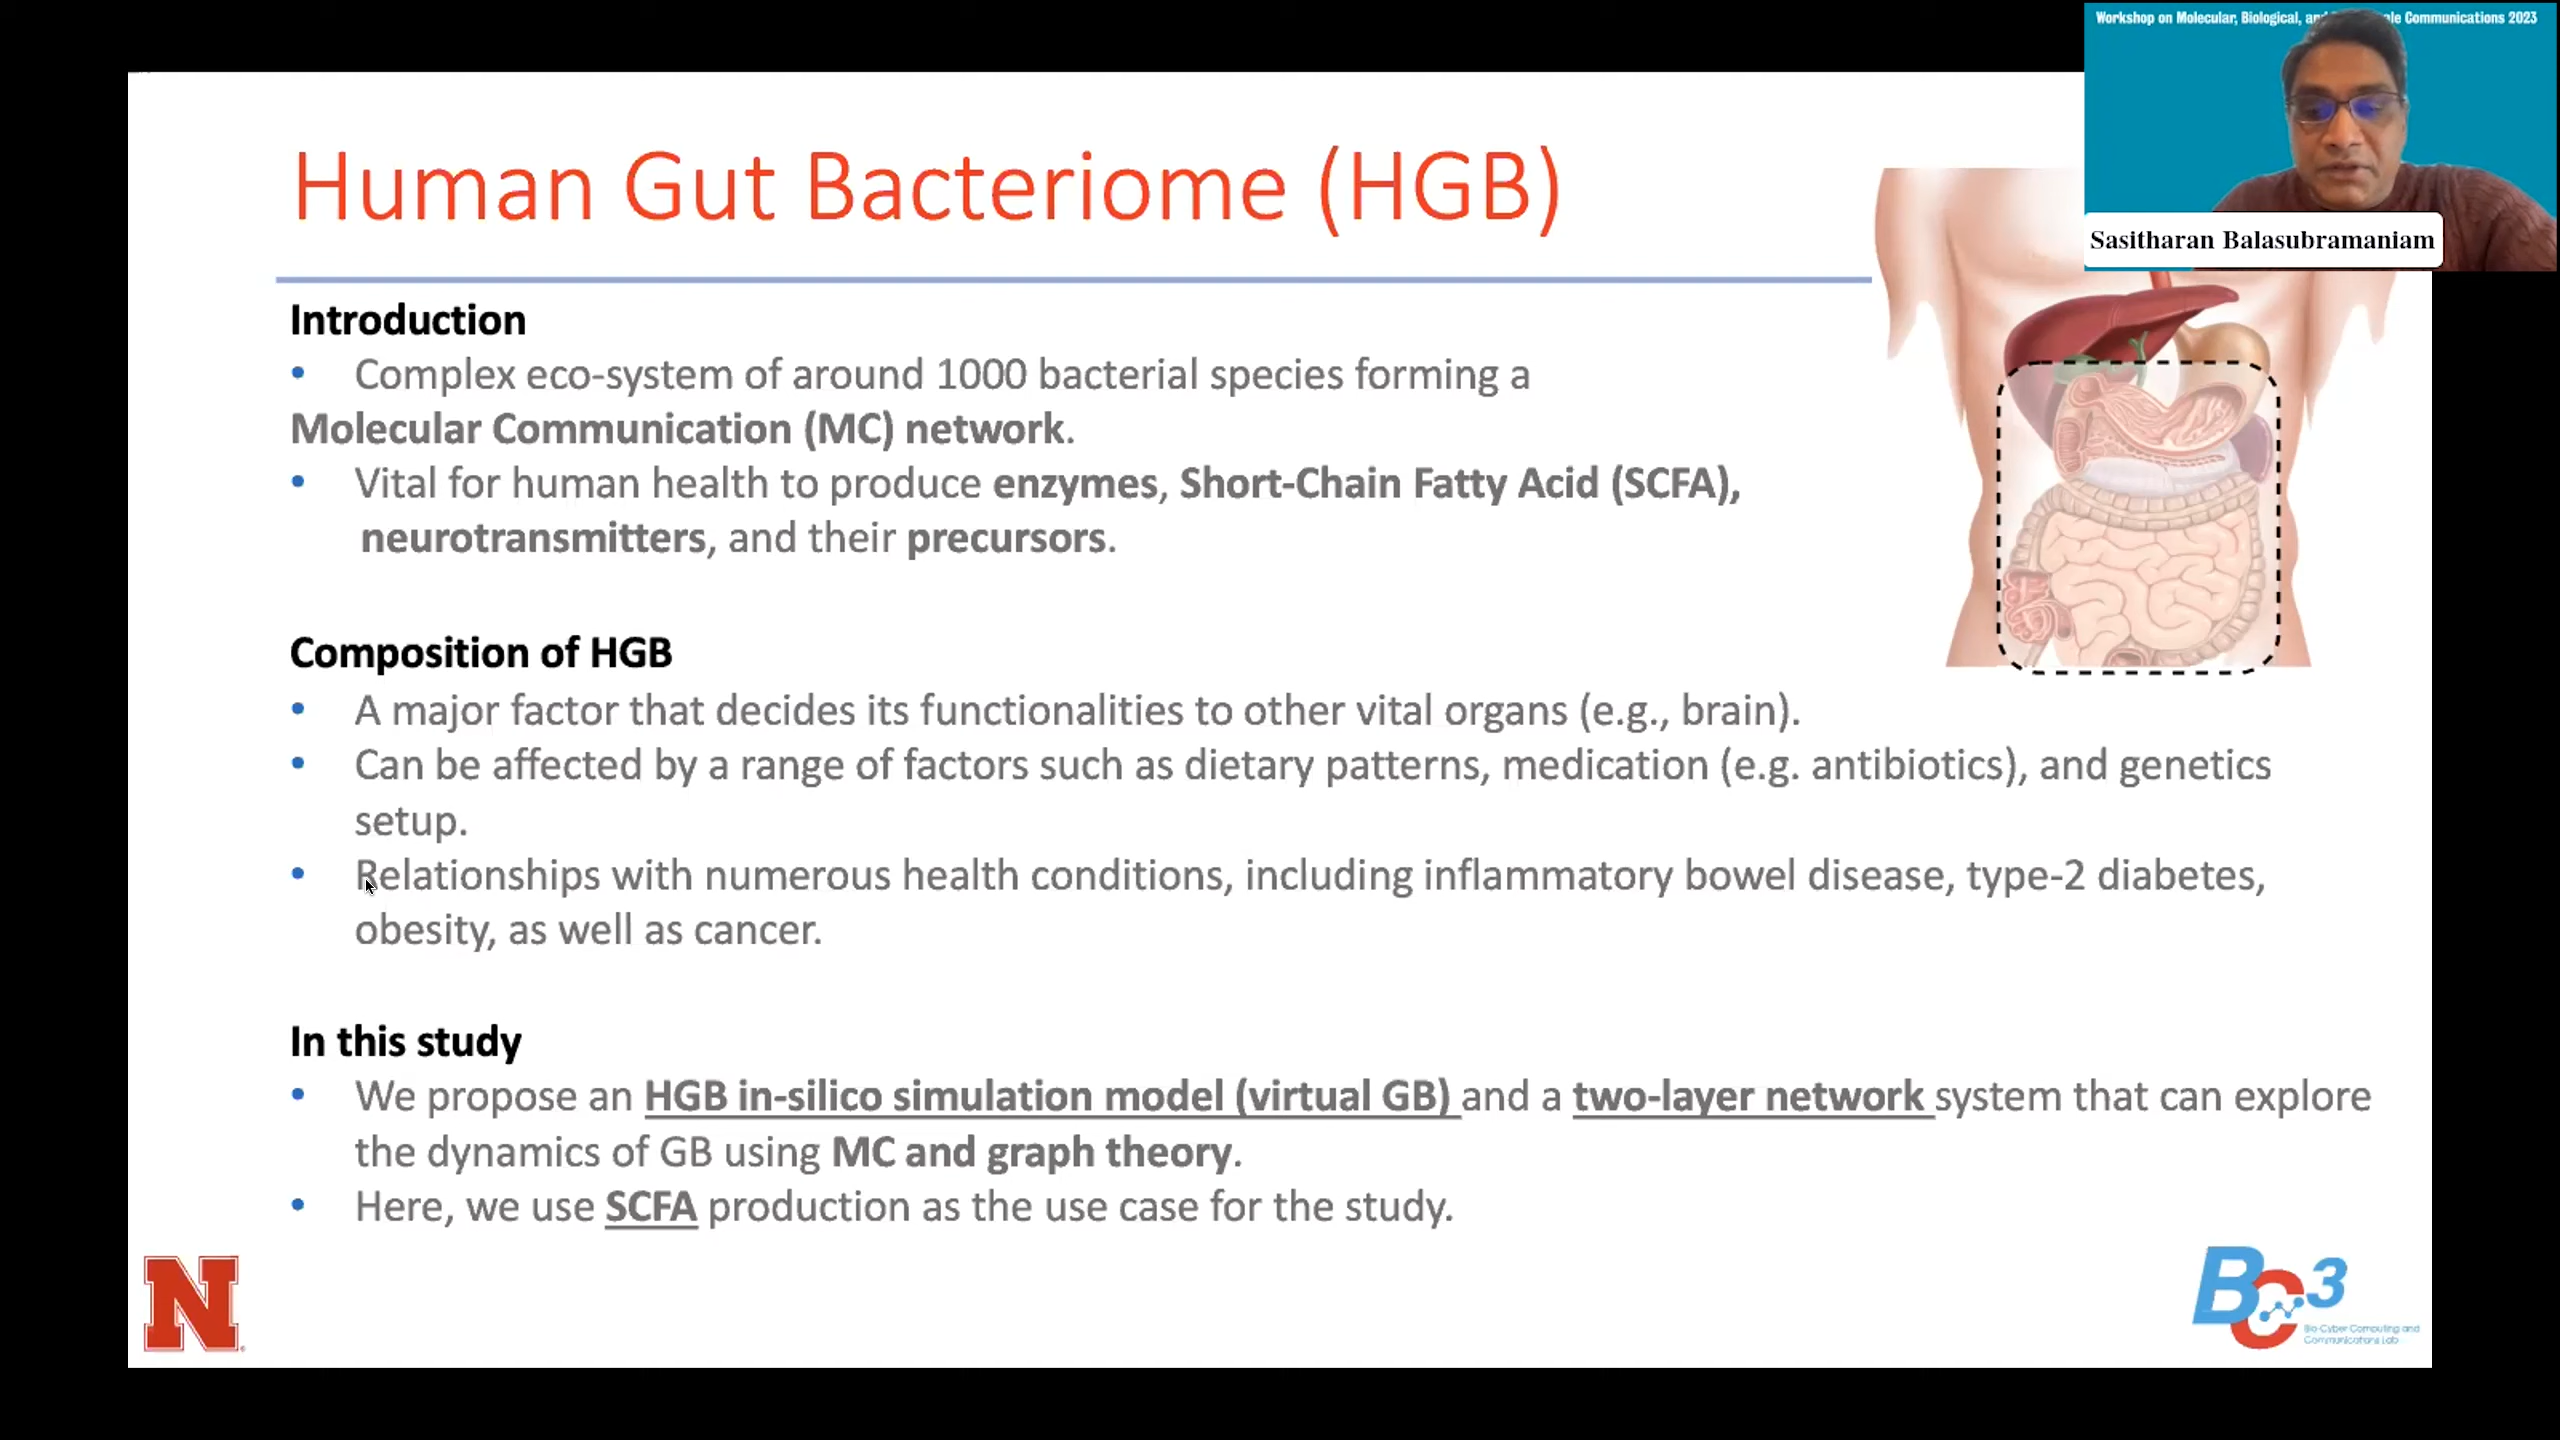 Workshop on Molecular, Biological, an le Communications 2023
Sasitharan Balasubramaniam
Human Gut Bacteriome (HGB)
Introduction
• Complex eco-system of around 1000 bacterial species forming a
Molecular Communication (MC) network.
• Vital for human health to produce enzymes, Short-Chain Fatty Acid (SCFA),
neurotransmitters, and their precursors.
Composition of HGB
• A major factor that decides its functionalities to other vital organs (e.g., brain).
• Can be affected by a range of factors such as dietary patterns, medication (e.g. antibiotics), and genetics
setup.
• Relationships with numerous health conditions, including inflammatory bowel disease, type-2 diabetes,
obesity, as well as cancer.
In this study
• We propose an HGB in-silico simulation model (virtual GB) and a two-layer network system that can explore
the dynamics of GB using MC and graph theory.
• Here, we use SCFA production as the use case for the study.
N
BC3
Bio-Cyber Computing and
Communications Lab